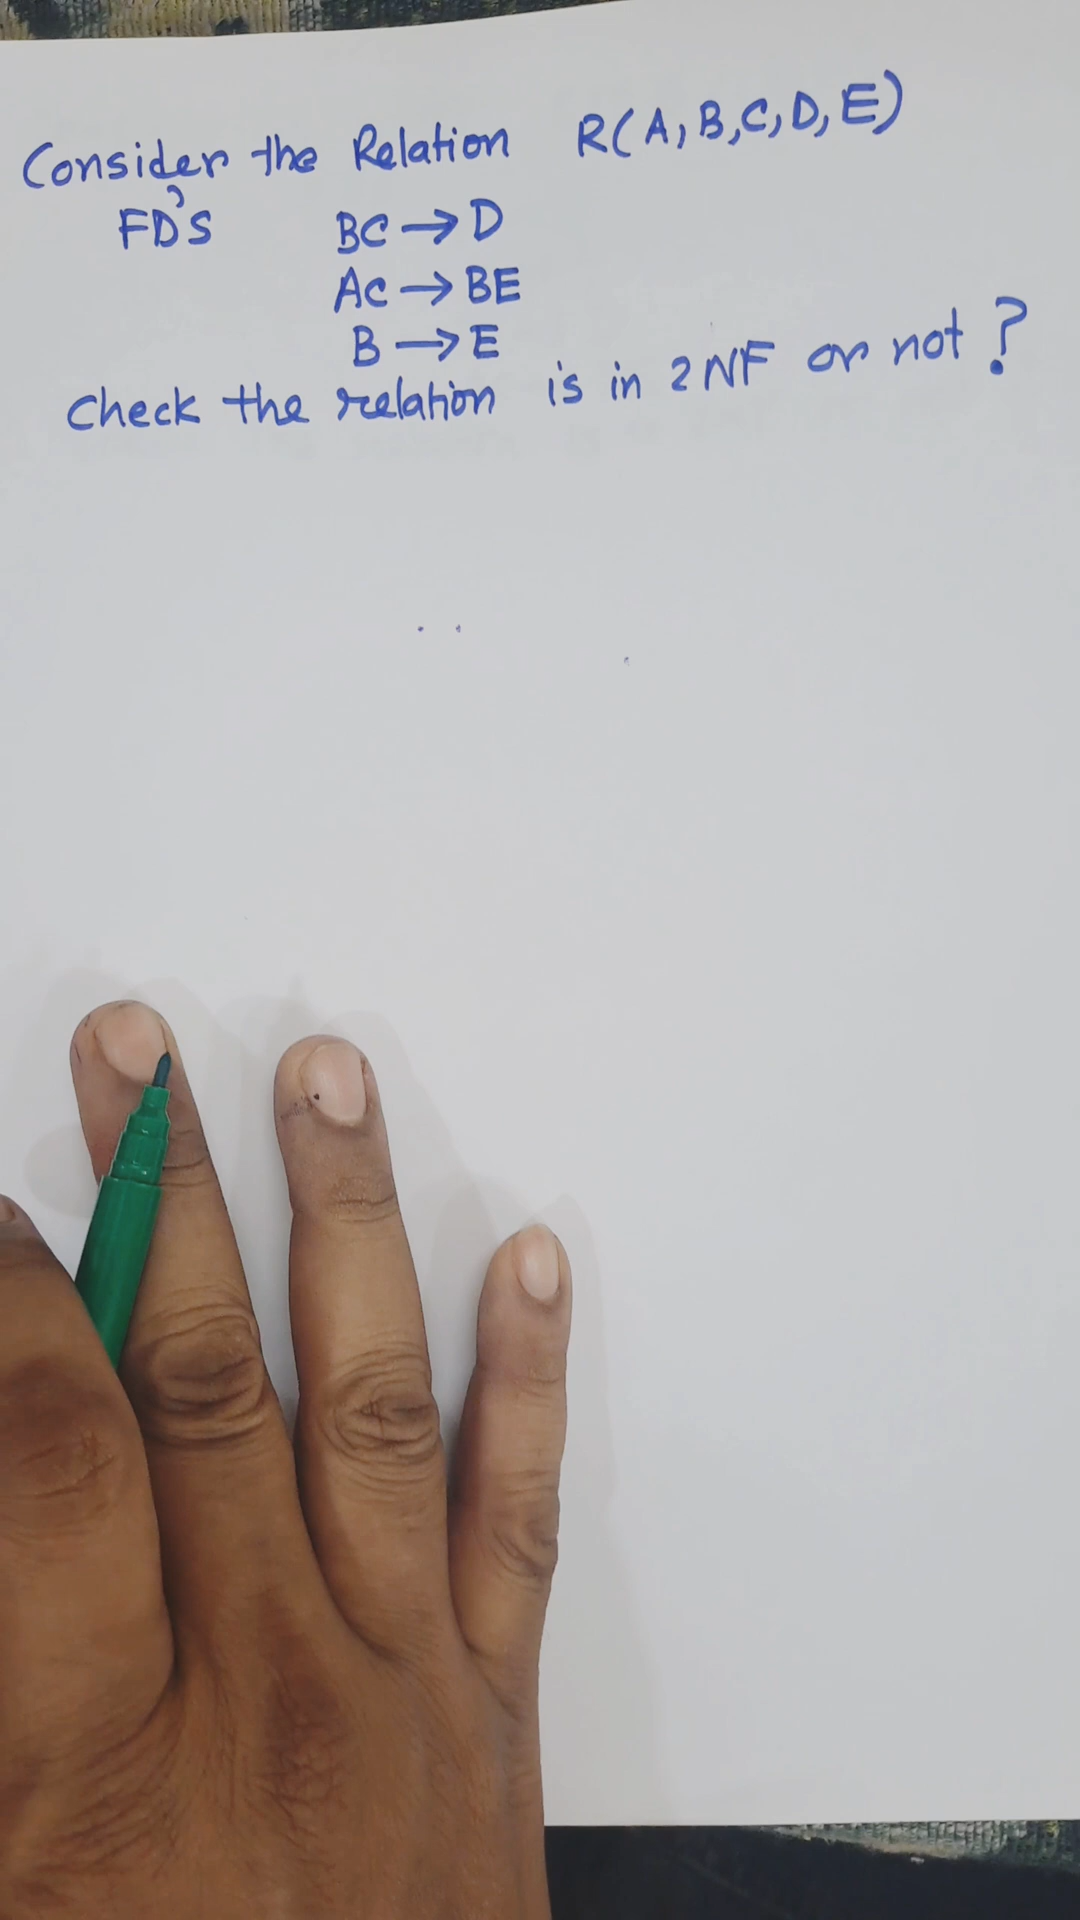 Consider the Relation R(A,B,C,D,E)
FD'S BC→D
AC→BE
B→E
Check the relation is in 2NF or not?